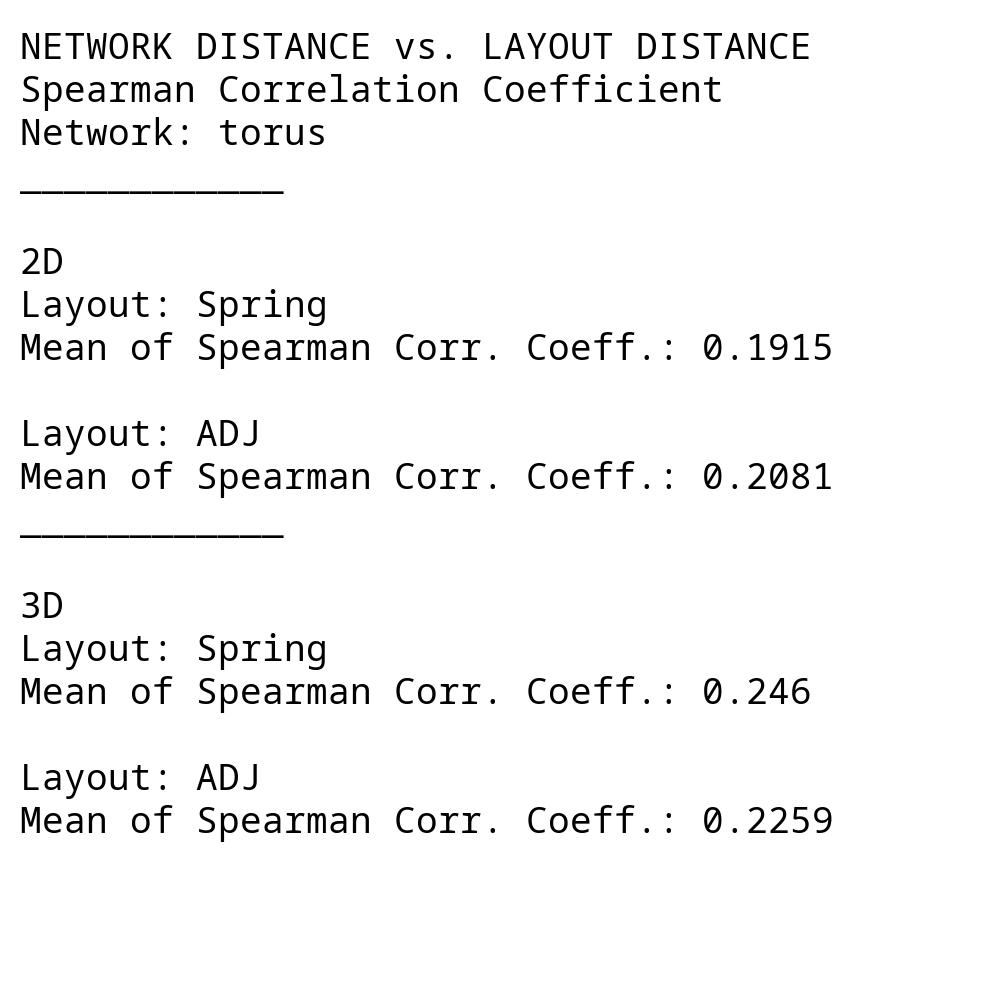 NETWORK DISTANCE vs. LAYOUT DISTANCE
Spearman Correlation Coefficient
Network: torus
____________
2D
Layout: Spring
Mean of Spearman Corr. Coeff.: 0.1915
Layout: ADJ
Mean of Spearman Corr. Coeff.: 0.2081
____________
3D
Layout: Spring
Mean of Spearman Corr. Coeff.: 0.246
Layout: ADJ
Mean of Spearman Corr. Coeff.: 0.2259